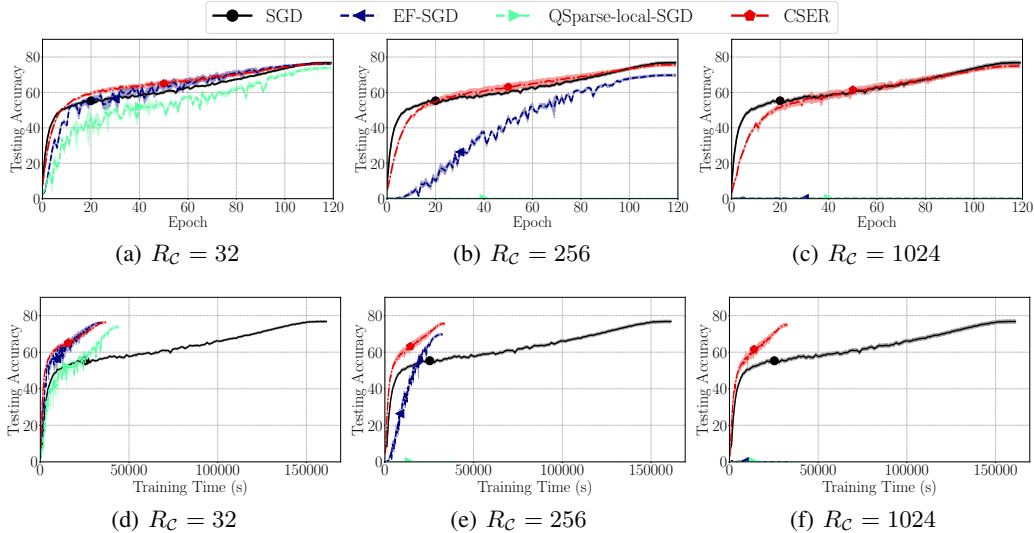 SGD EF-SGD QSparse-local-SGD CSER
Testing Accuracy
80
60
40
20
0
0 20 40 60 80 100 120
Epoch
(a) R_C = 32
Testing Accuracy
80
60
40
20
0
0 20 40 60 80 100 120
Epoch
(b) R_C = 256
Testing Accuracy
80
60
40
20
0
0 20 40 60 80 100 120
Epoch
(c) R_C = 1024
Testing Accuracy
80
60
40
20
0
0 50000 100000 150000
Training Time (s)
(d) R_C = 32
Testing Accuracy
80
60
40
20
0
0 50000 100000 150000
Training Time (s)
(e) R_C = 256
Testing Accuracy
80
60
40
20
0
0 50000 100000 150000
Training Time (s)
(f) R_C = 1024